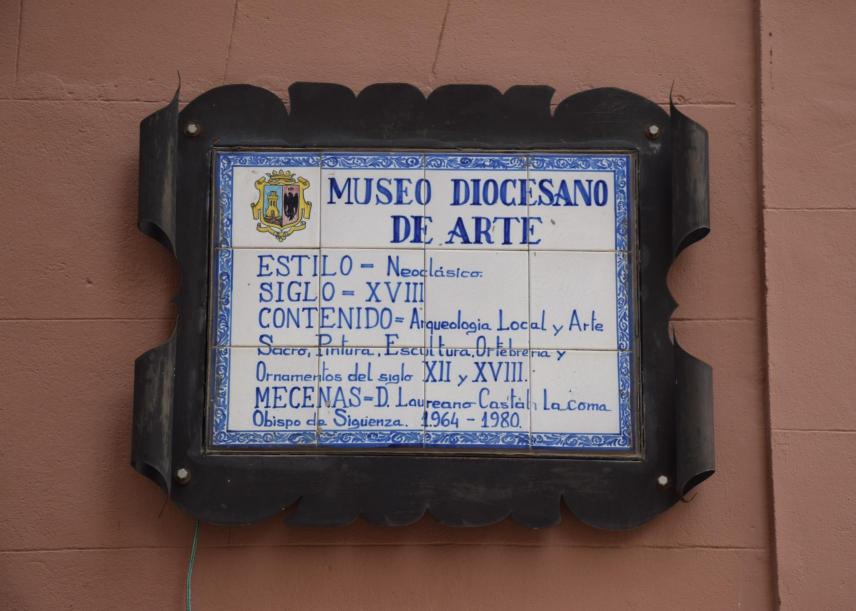 MUSEO DIOCESANO
DE ARTE
ESTILO = Neoclásico.
SIGLO = XVIII
CONTENIDO = Arqueologia Local y Arte
Sacro, Pintura, Escultura, Ortebreria y
Ornamentos del siglo XII y XVIII.
MECENAS = D. Laureano Castán Lacoma
Obispo de Sigüenza. 1964 - 1980.